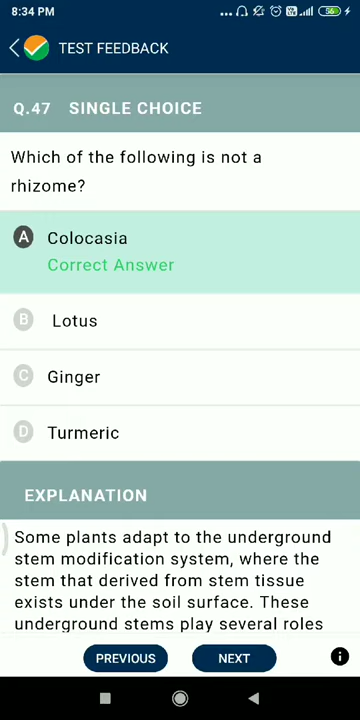 8:34 PM ... 56
TEST FEEDBACK
Q.47 SINGLE CHOICE
Which of the following is not a
rhizome?
A Colocasia
Correct Answer
B Lotus
C Ginger
D Turmeric
EXPLANATION
Some plants adapt to the underground
stem modification system, where the
stem that derived from stem tissue
exists under the soil surface. These
underground stems play several roles
PREVIOUS NEXT